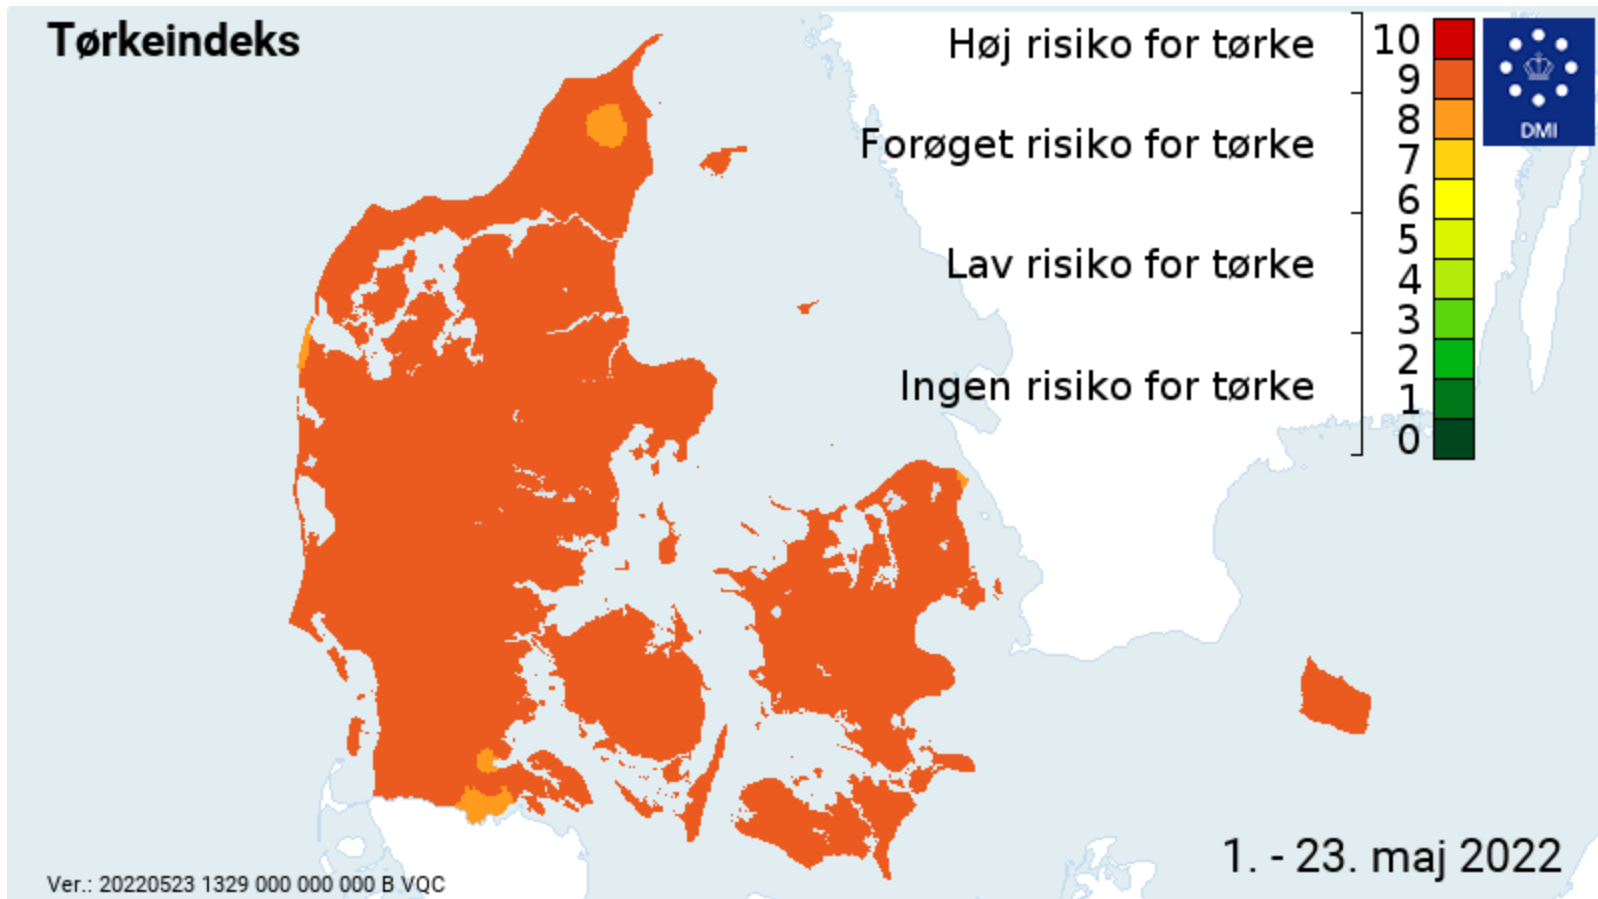 Tørkeindeks
Høj risiko for tørke
Forøget risiko for tørke
Lav risiko for tørke
Ingen risiko for tørke
10
9
8
7
6
5
4
3
2
1
0
DMI
1. - 23. maj 2022
Ver.: 20220523 1329 000 000 000 B VQC